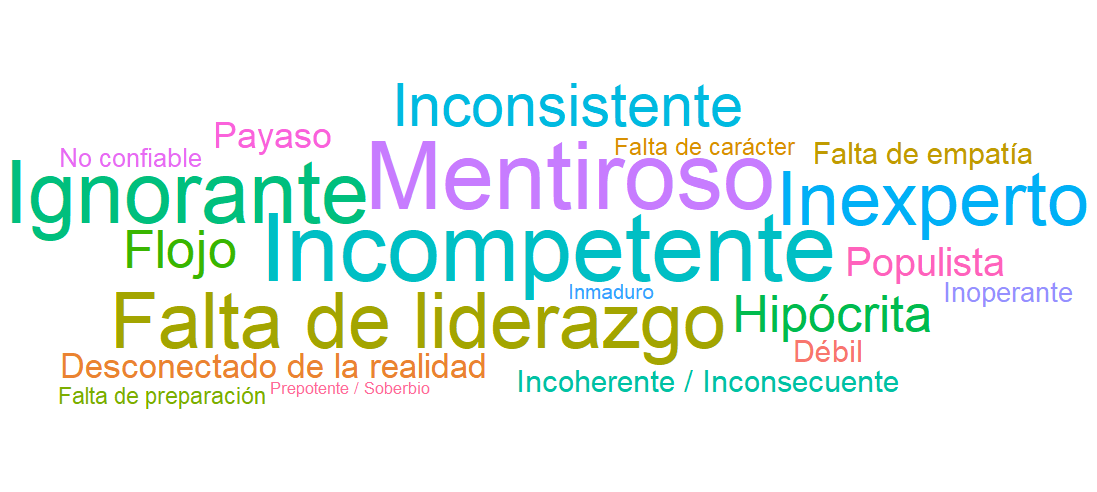 Inconsistente
Payaso
Falta de carácter
No confiable
Falta de empatía
Ignorante
Mentiroso
Inexperto
Flojo
Incompetente
Populista
Inmaduro
Inoperante
Falta de liderazgo
Hipócrita
Débil
Desconectado de la realidad
Incoherente / Inconsecuente
Falta de preparación
Prepotente / Soberbio